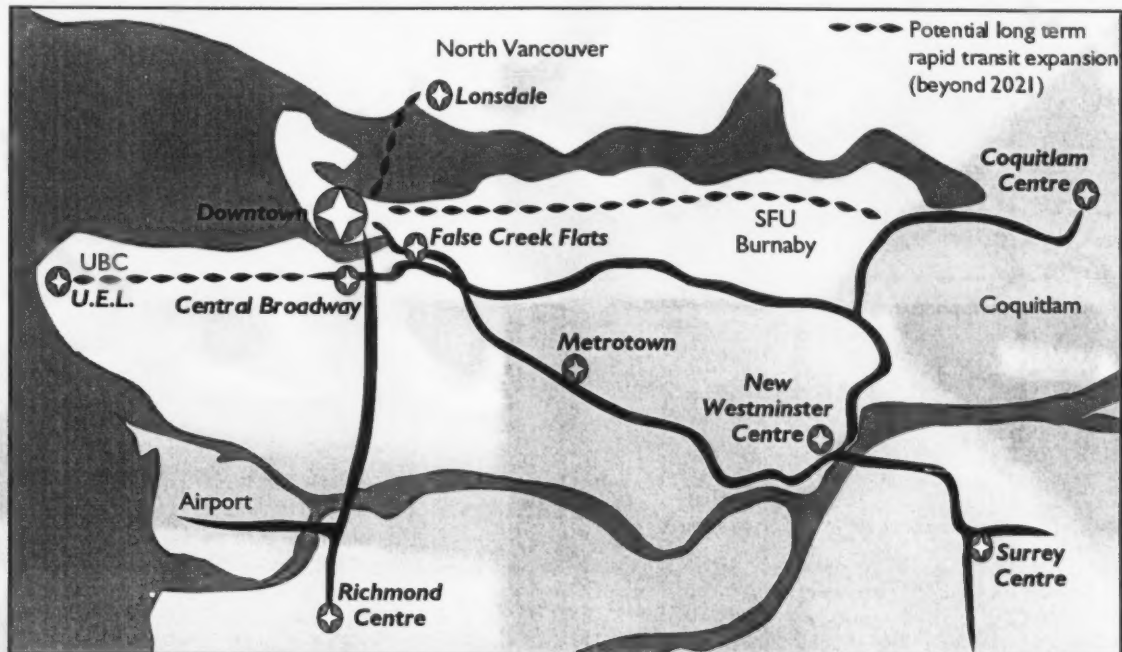 North Vancouver
Potential long term
rapid transit expansion
(beyond 2021)
Lonsdale
Coquitlam
Centre
Downtown
False Creek Flats
SFU
Burnaby
UBC
U.E.L.
Central Broadway
Coquitlam
Metrotown
New
Westminster
Centre
Airport
Richmond
Centre
Surrey
Centre